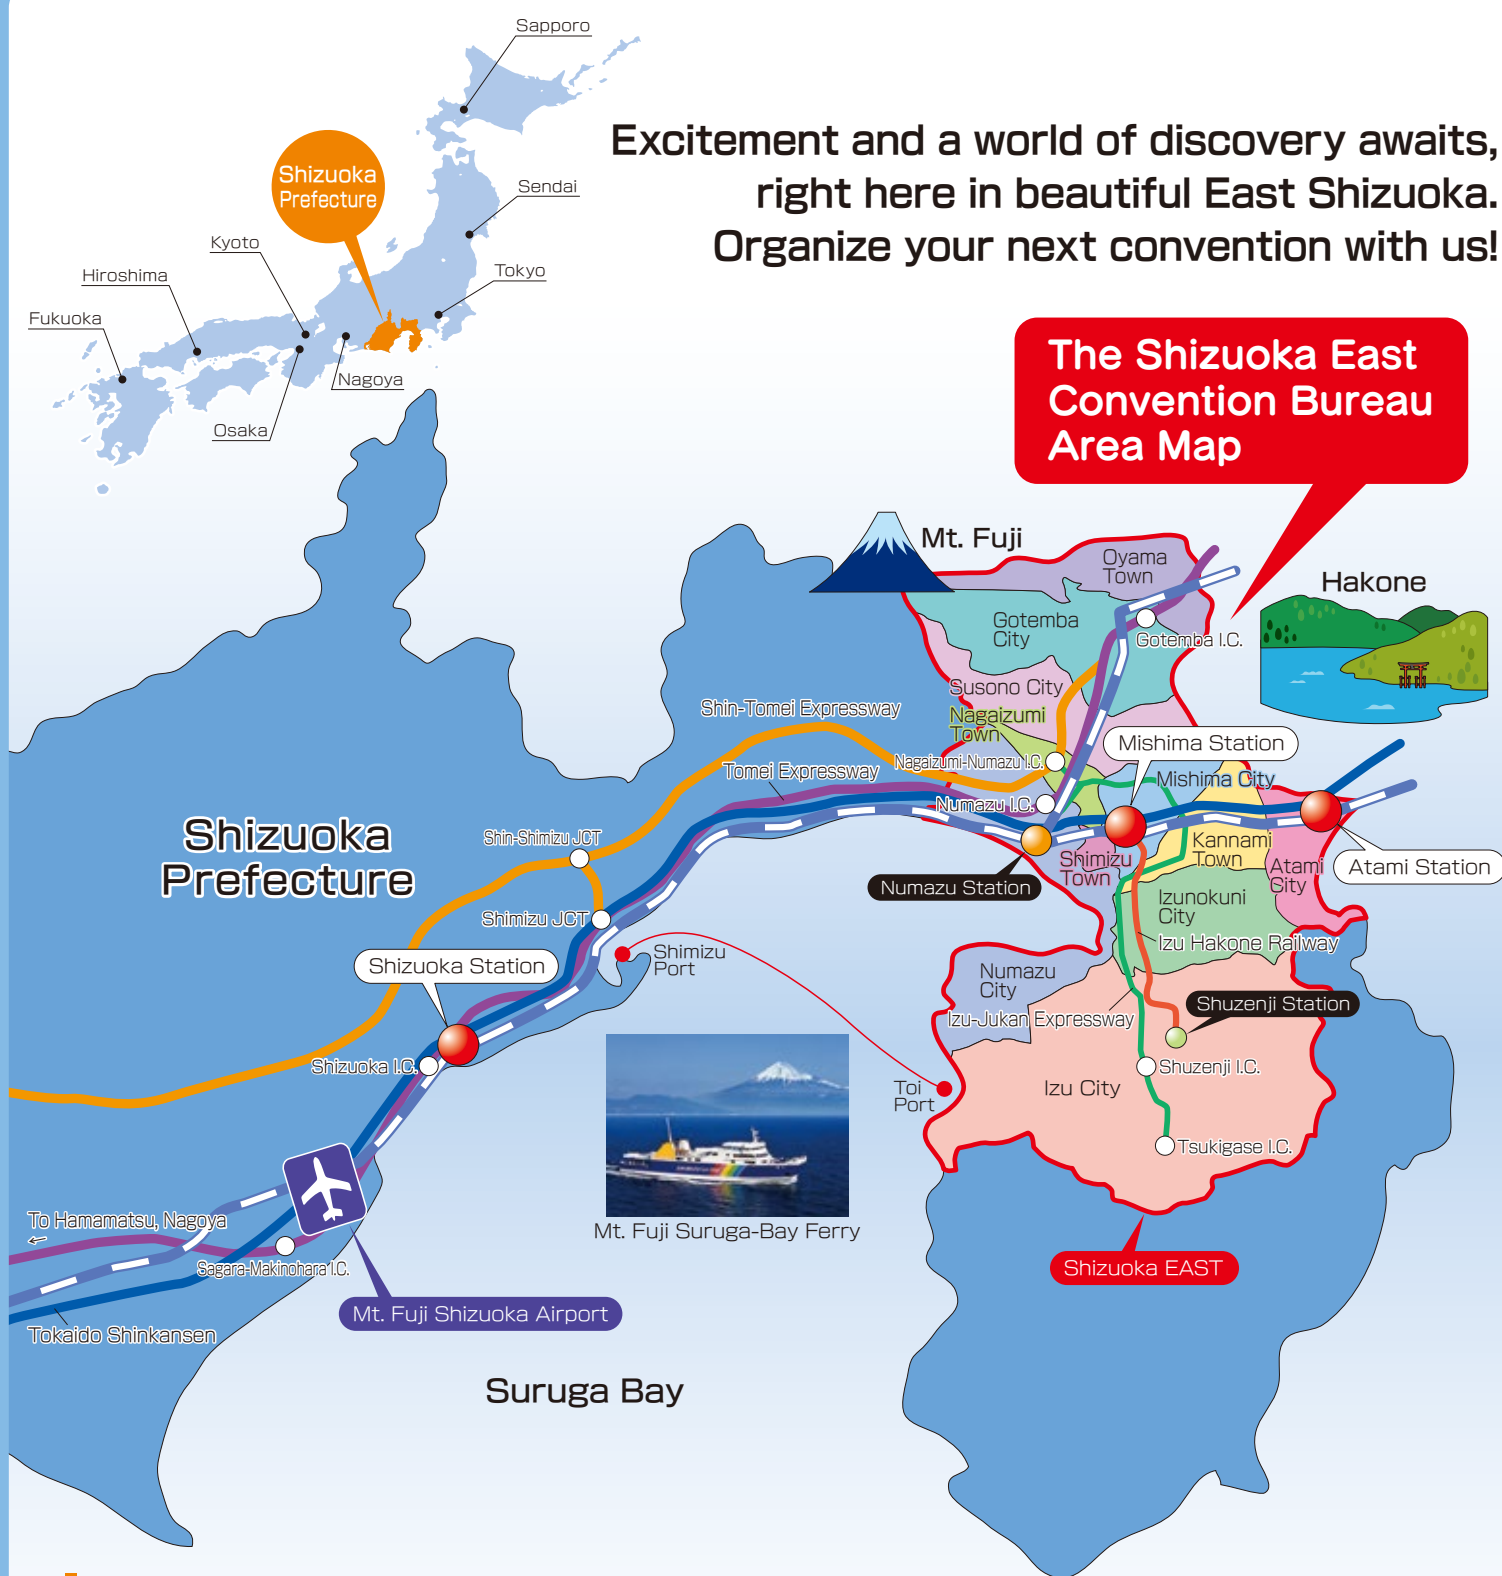 Sapporo
Shizuoka
Prefecture
Sendai
Kyoto
Hiroshima
Tokyo
Fukuoka
Nagoya
Osaka
Excitement and a world of discovery awaits,
right here in beautiful East Shizuoka.
Organize your next convention with us!
The Shizuoka East
Convention Bureau
Area Map
Mt. Fuji
Oyama
Town
Hakone
Gotemba
City
Gotemba I.C.
Susono City
Shin-Tomei Expressway
Nagaizumi
Town
Mishima Station
Nagaizumi-Numazu I.C.
Tomei Expressway
Mishima City
Numazu I.C.
Shizuoka
Prefecture
Shin-Shimizu JCT
Kannami
Town
Shimizu
Town
Atami
City
Atami Station
Numazu Station
Izunokuni
City
Shimizu JCT
Izu Hakone Railway
Shimizu
Port
Shizuoka Station
Numazu
City
Shuzenji Station
Izu-Jukan Expressway
Shizuoka I.C.
Shuzenji I.C.
Toi
Port
Izu City
Tsukigase I.C.
To Hamamatsu, Nagoya
←
Mt. Fuji Suruga-Bay Ferry
Sagara-Makinohara I.C.
Shizuoka EAST
Mt. Fuji Shizuoka Airport
Tokaido Shinkansen
Suruga Bay